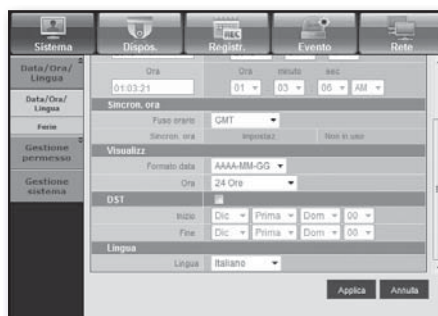 Sistema Dispos. Registr. Evento Rete
REC
Data/Ora/
Lingua
Data/Ora/
Lingua
Ferie
Gestione
permesso
Gestione
sistema
Ora Ora minuto sec
01:03:21 01 03 06 AM
Sincron. ora
Fuso orario GMT
Sincron. ora Impostaz. Non in uso
Visualizz
Formato data AAAA-MM-GG
Ora 24 Ore
DST
Inizio Dic Prima Dom 00
Fine Dic Prima Dom 00
Lingua
Lingua Italiano
Applica Annulla